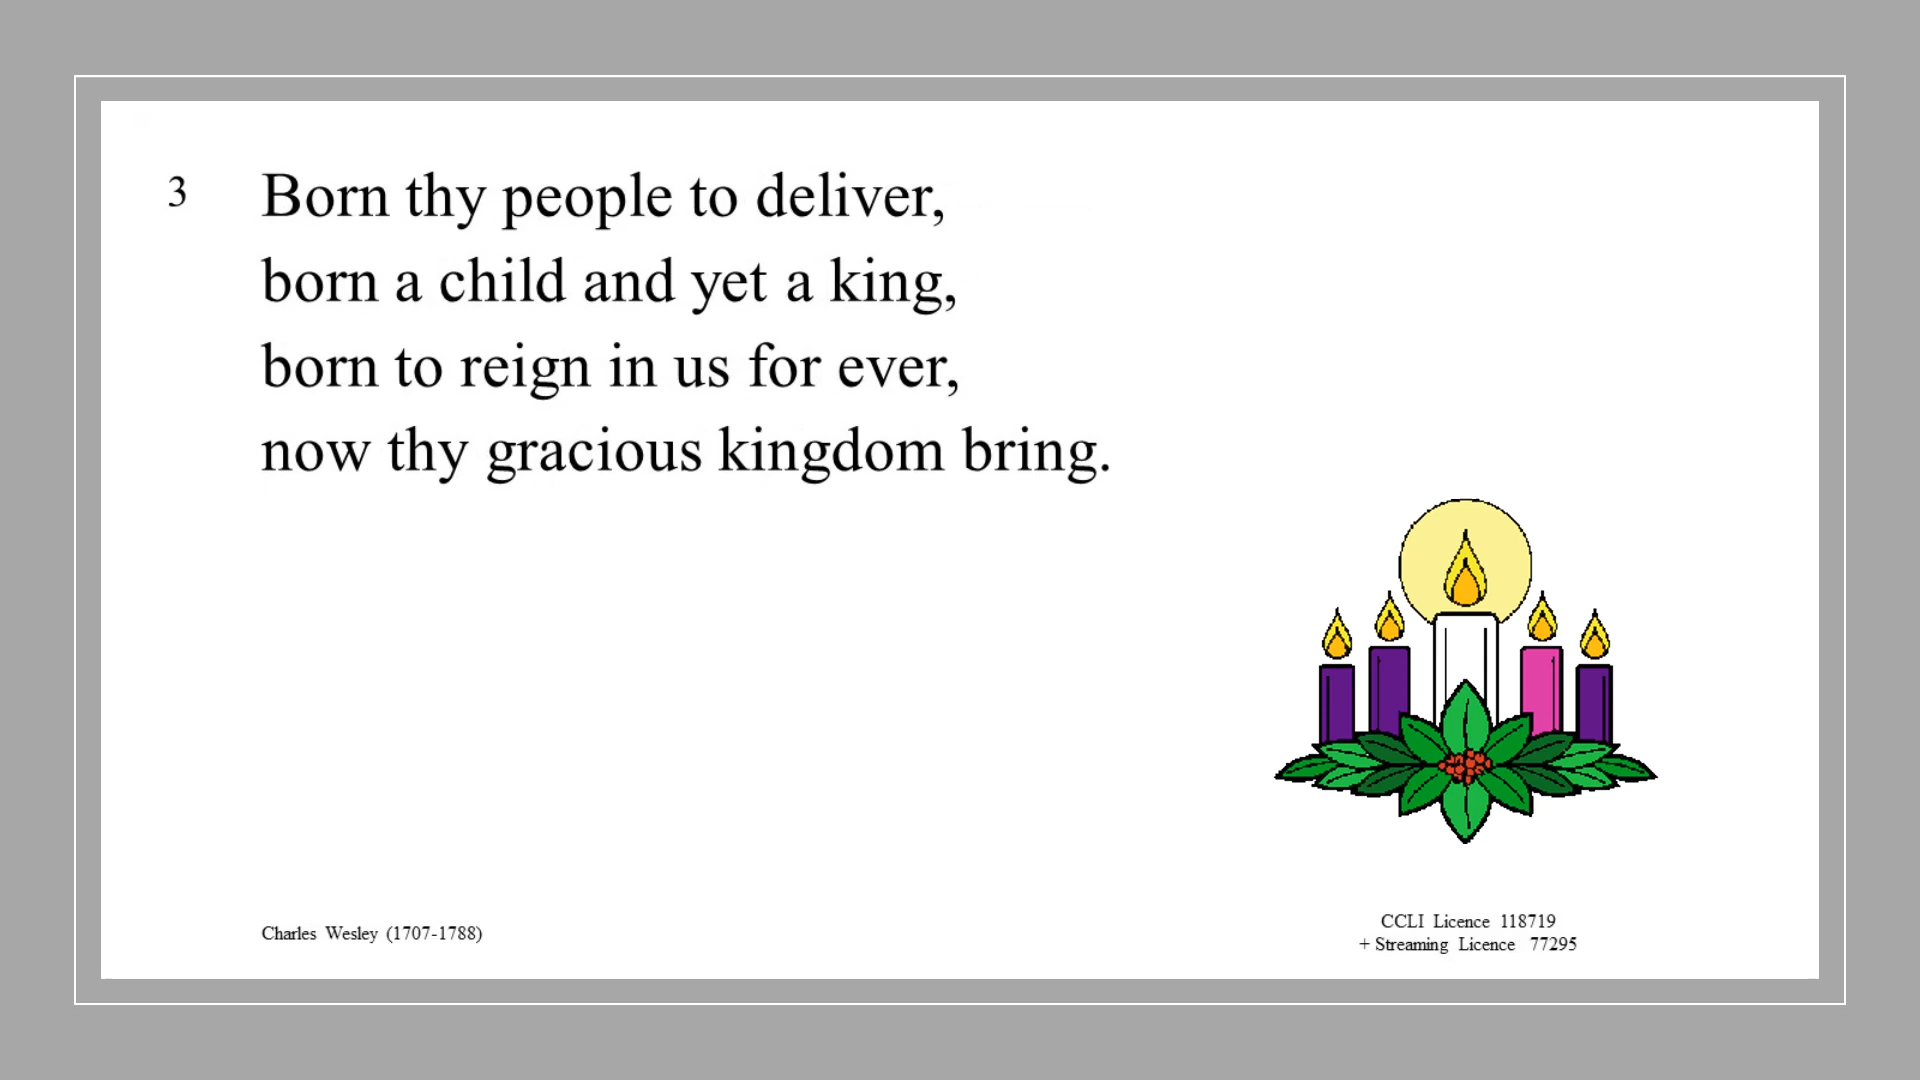 3 Born thy people to deliver,
born a child and yet a king,
born to reign in us for ever,
now thy gracious kingdom bring.
Charles Wesley (1707-1788)
CCLI Licence 118719
+ Streaming Licence 77295